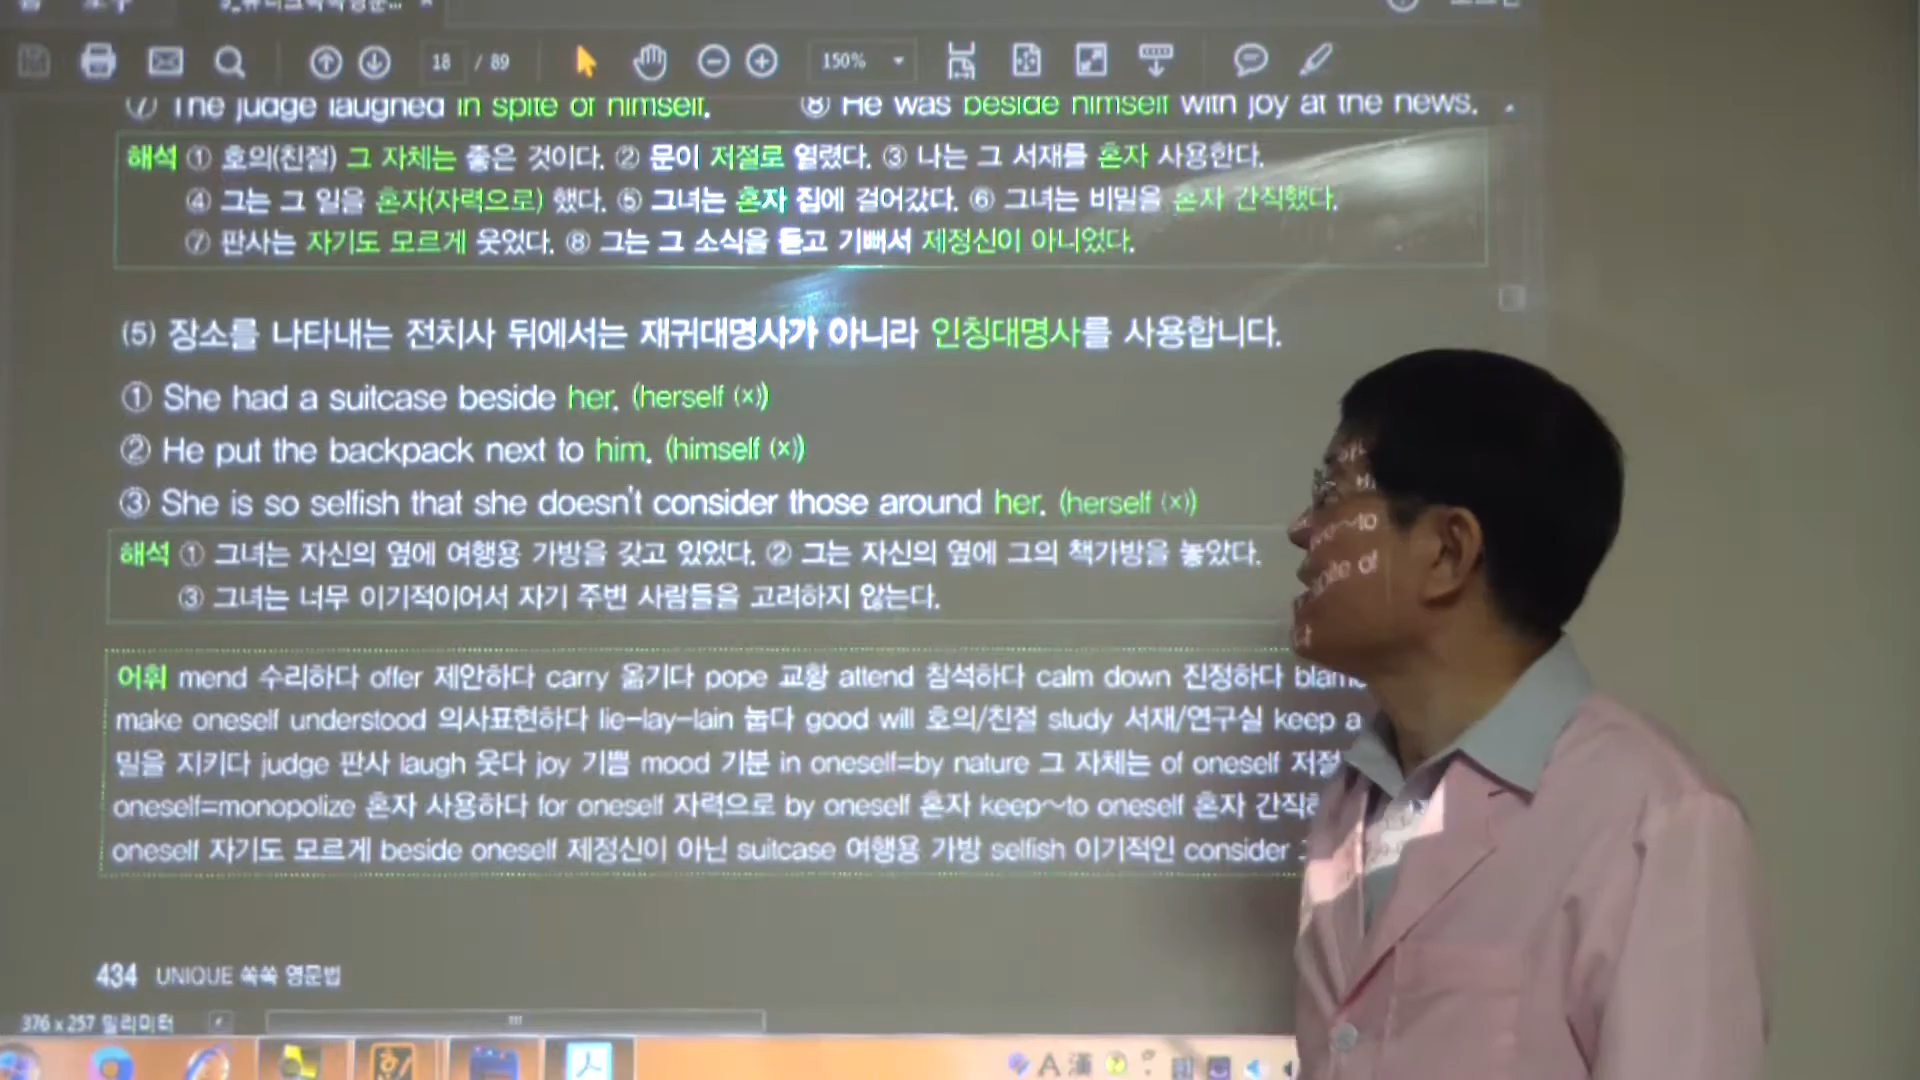 18 / 89
150%
⑦ The judge laughed in spite of himself. ⑧ He was beside himself with joy at the news.
해석 ① 호의(친절) 그 자체는 좋은 것이다. ② 문이 저절로 열렸다. ③ 나는 그 서재를 혼자 사용한다.
④ 그는 그 일을 혼자(자력으로) 했다. ⑤ 그녀는 혼자 집에 걸어갔다. ⑥ 그녀는 비밀을 혼자 간직했다.
⑦ 판사는 자기도 모르게 웃었다. ⑧ 그는 그 소식을 듣고 기뻐서 제정신이 아니었다.
(5) 장소를 나타내는 전치사 뒤에서는 재귀대명사가 아니라 인칭대명사를 사용합니다.
① She had a suitcase beside her. (herself (×))
② He put the backpack next to him. (himself (×))
③ She is so selfish that she doesn't consider those around her. (herself (×))
해석 ① 그녀는 자신의 옆에 여행용 가방을 갖고 있었다. ② 그는 자신의 옆에 그의 책가방을 놓았다.
③ 그녀는 너무 이기적이어서 자기 주변 사람들을 고려하지 않는다.
어휘 mend 수리하다 offer 제안하다 carry 옮기다 pope 교황 attend 참석하다 calm down 진정하다
make oneself understood 의사표현하다 lie-lay-lain 눕다 good will 호의/친절 study 서재/연구실 keep a
밀을 지키다 judge 판사 laugh 웃다 joy 기쁨 mood 기분 in oneself=by nature 그 자체는 of oneself 저절
oneself=monopolize 혼자 사용하다 for oneself 자력으로 by oneself 혼자 keep~to oneself 혼자 간직
oneself 자기도 모르게 beside oneself 제정신이 아닌 suitcase 여행용 가방 selfish 이기적인 consider
434 UNIQUE 쏙쏙 영문법
376 x 257 밀리미터
A 漢